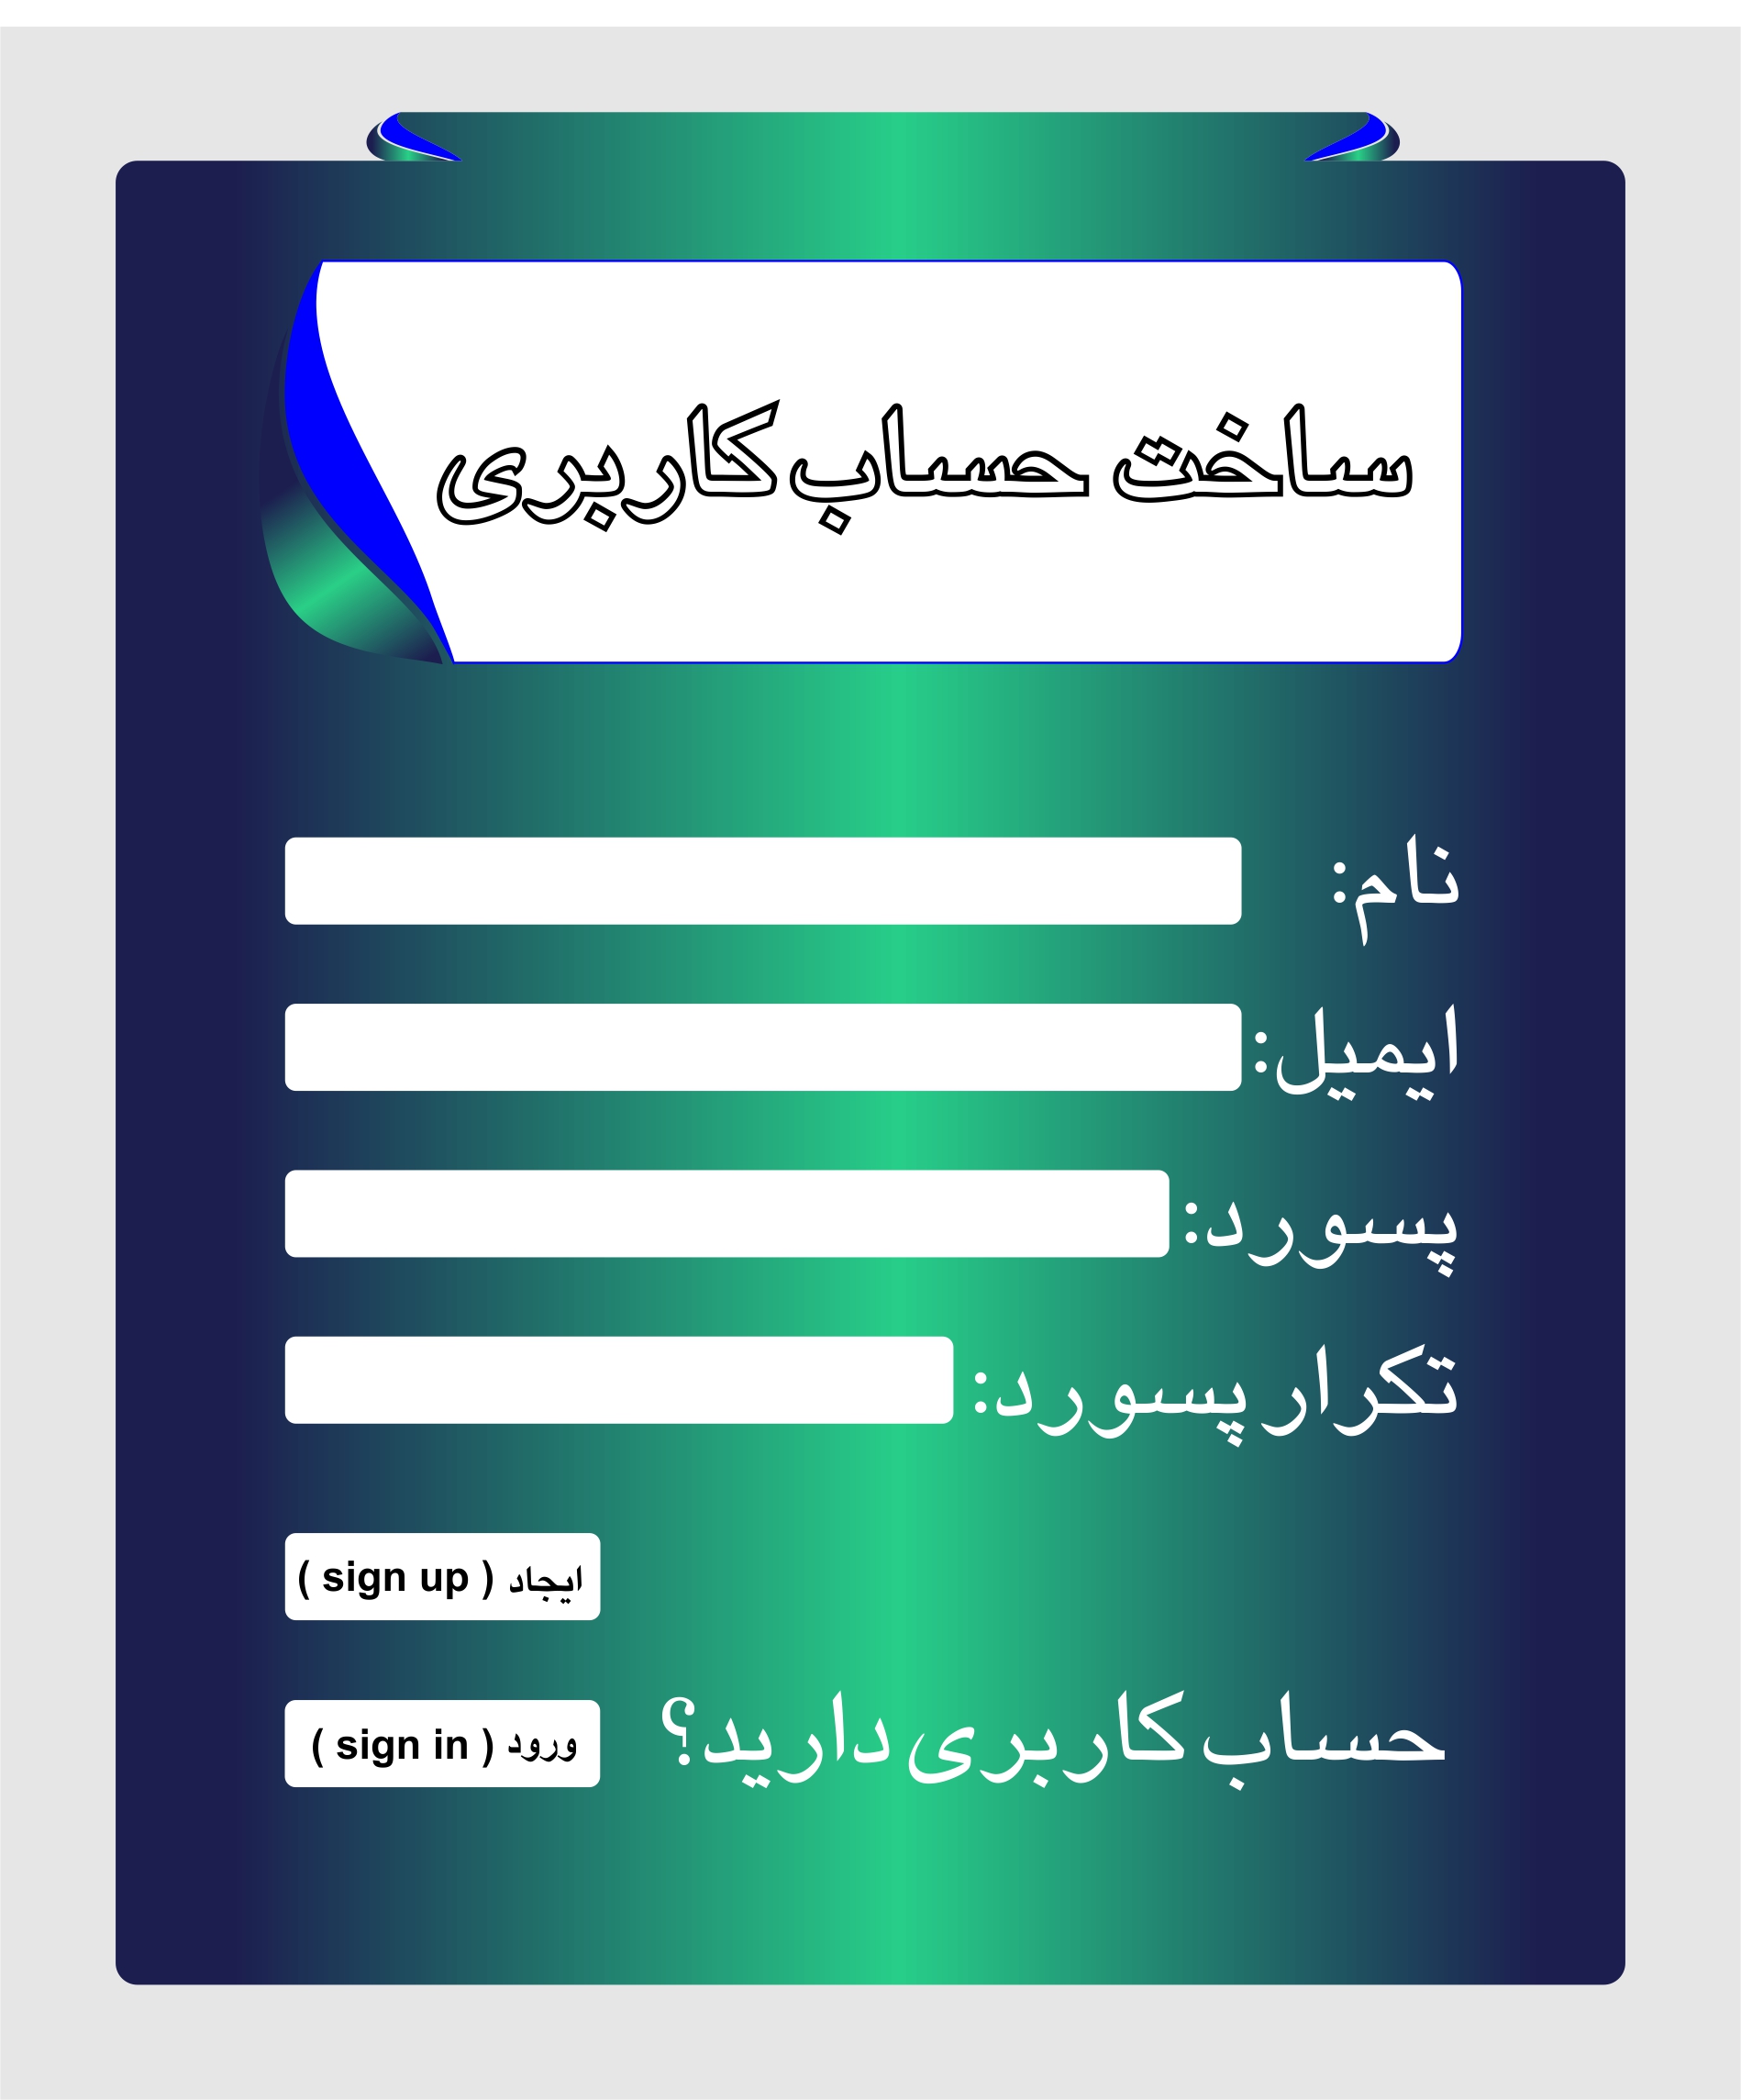 ساخت حساب کاربری
نام:
ایمیل:
پسورد:
تکرار پسورد:
ایجاد ( sign up )
حساب کاربری دارید؟
ورود ( sign in )